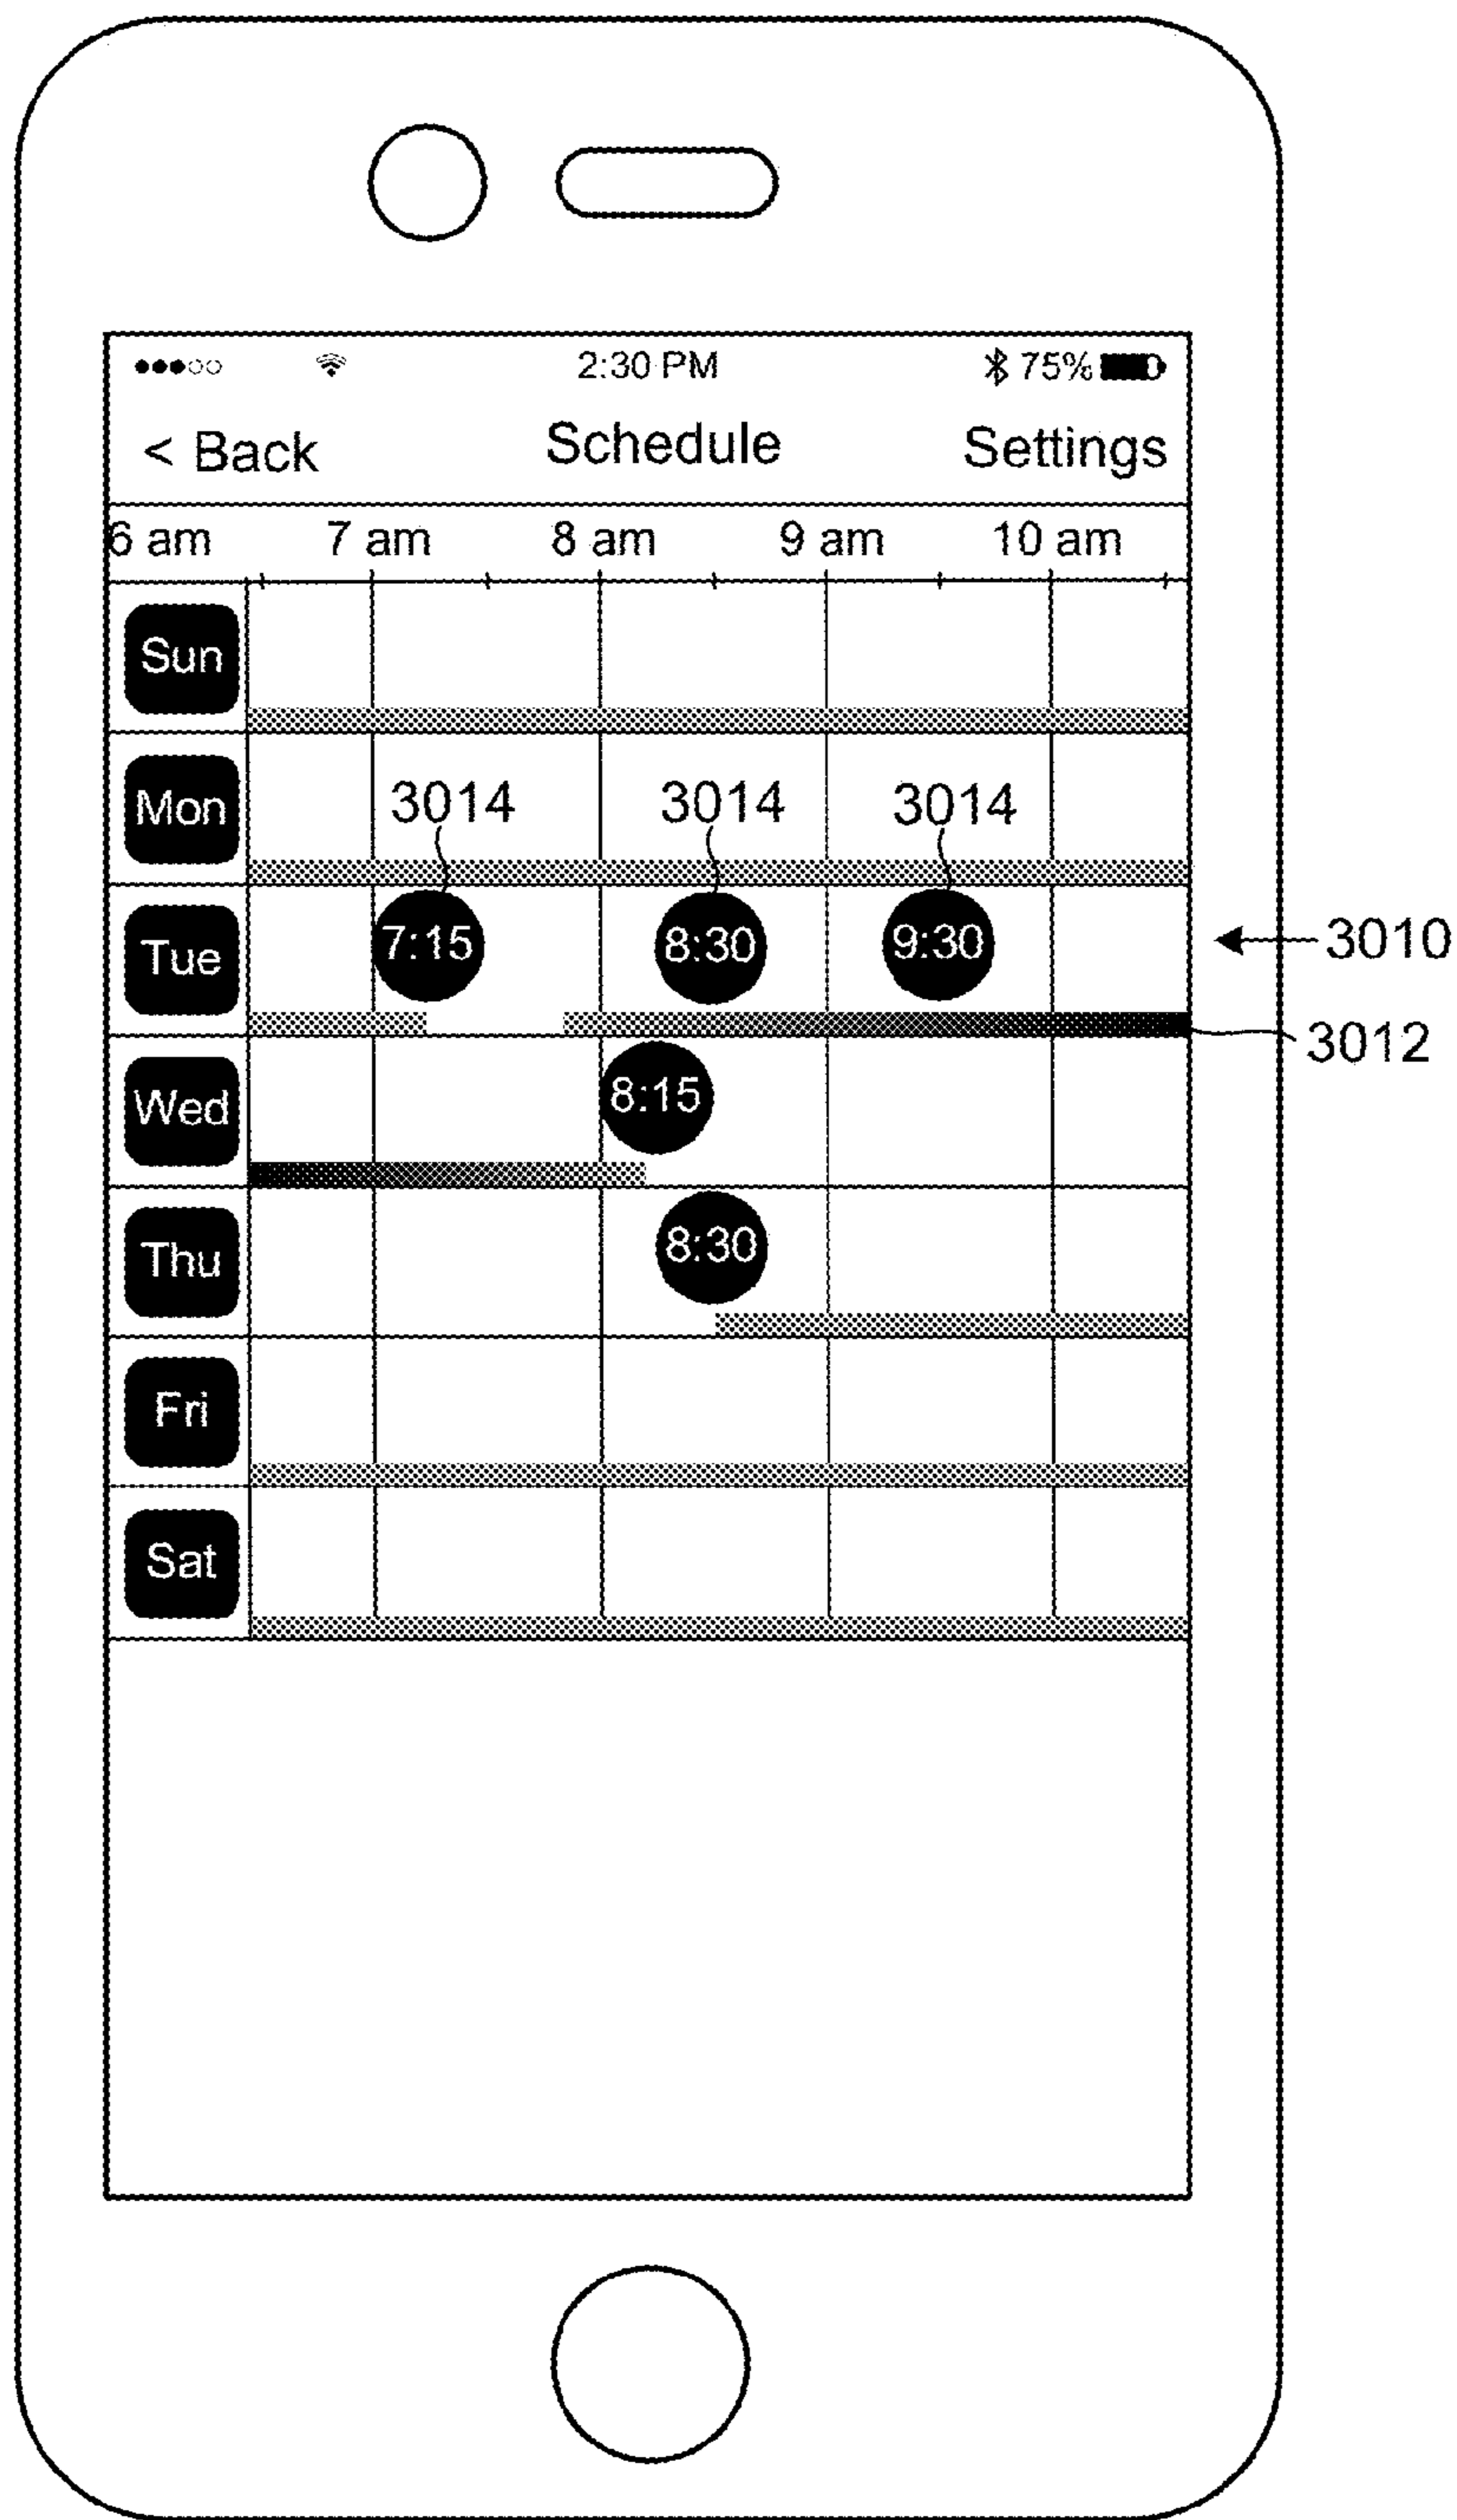 2:30 PM 75%
< Back Schedule Settings
6 am 7 am 8 am 9 am 10 am
Sun
Mon 3014 3014 3014
Tue 7:15 8:30 9:30 3010
3012
Wed 8:15
Thu 8:30
Fri
Sat